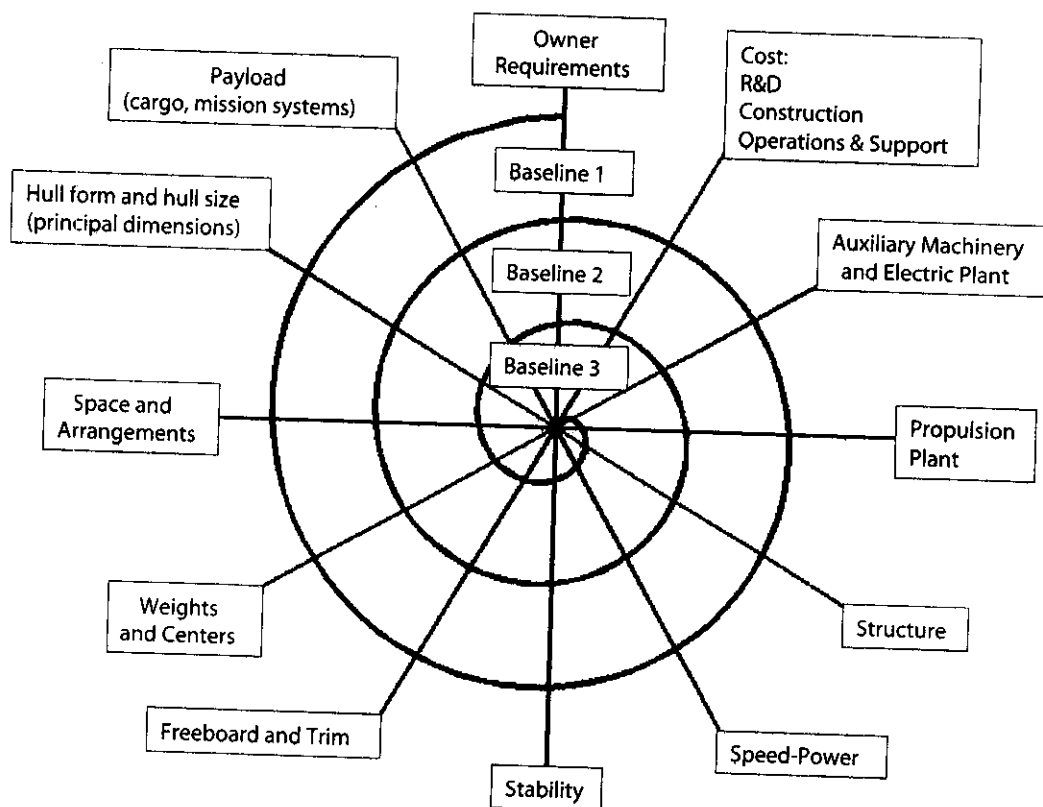 Owner
Requirements
Payload
(cargo, mission systems)
Cost:
R&D
Construction
Operations & Support
Baseline 1
Hull form and hull size
(principal dimensions)
Auxiliary Machinery
and Electric Plant
Baseline 2
Baseline 3
Space and
Arrangements
Propulsion
Plant
Weights
and Centers
Structure
Freeboard and Trim
Speed-Power
Stability